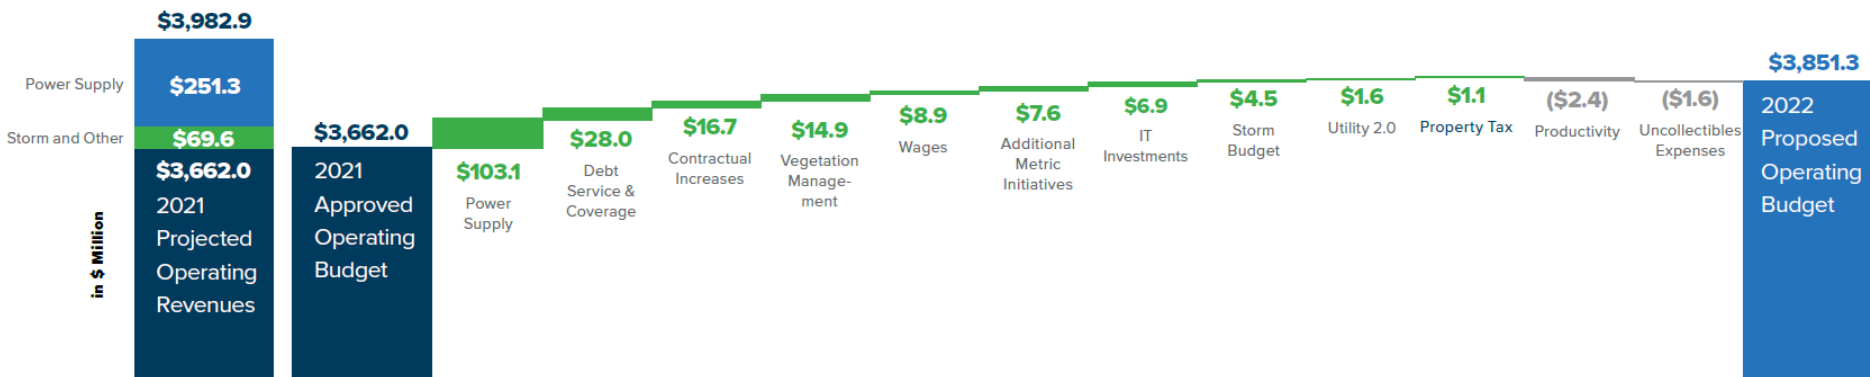 $3,982.9
Power Supply
$251.3
Storm and Other
$69.6
$3,662.0
2021
Projected
Operating
Revenues
in $ Million
$3,662.0
2021
Approved
Operating
Budget
$103.1
Power
Supply
$28.0
Debt
Service &
Coverage
$16.7
Contractual
Increases
$14.9
Vegetation
Manage-
ment
$8.9
Wages
$7.6
Additional
Metric
Initiatives
$6.9
IT
Investments
$4.5
Storm
Budget
$1.6
Utility 2.0
$1.1
Property Tax
($2.4)
Productivity
($1.6)
Uncollectibles
Expenses
$3,851.3
2022
Proposed
Operating
Budget